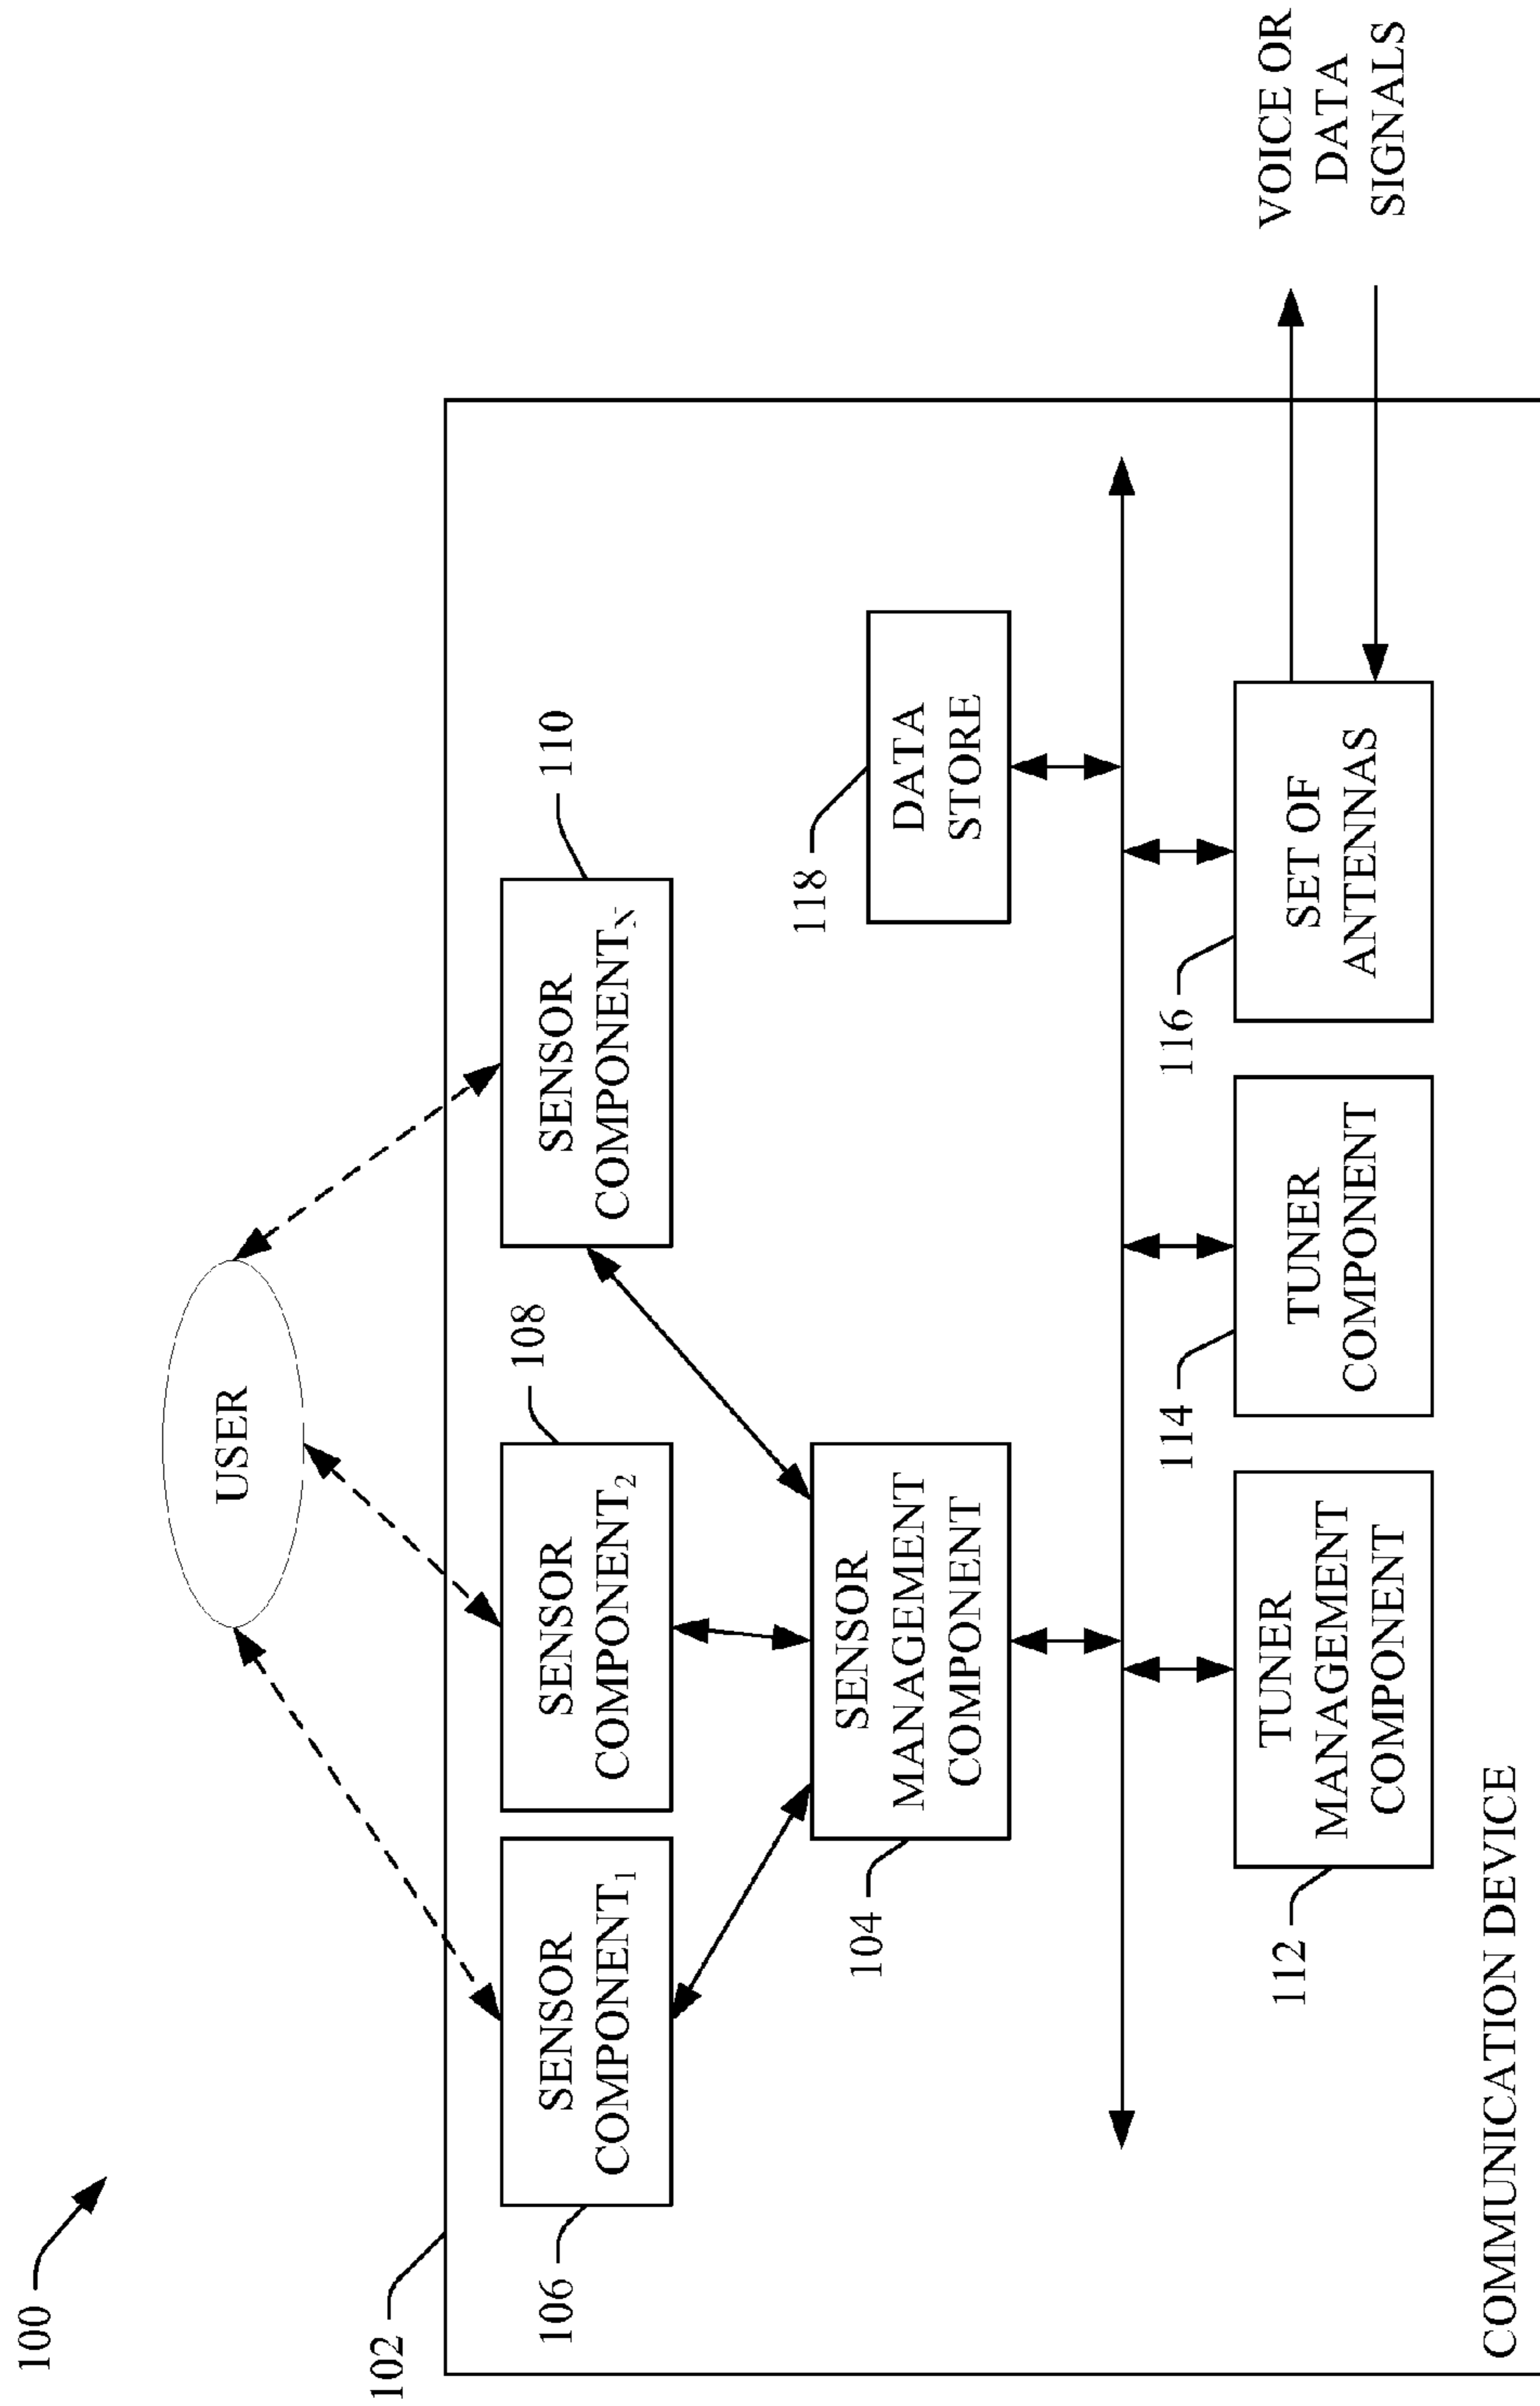 100
USER
102
106
SENSOR
COMPONENT1
SENSOR
COMPONENT2
108
SENSOR
COMPONENTN
110
104
SENSOR
MANAGEMENT
COMPONENT
118
DATA
STORE
112
TUNER
MANAGEMENT
COMPONENT
114
TUNER
COMPONENT
116
SET OF
ANTENNAS
VOICE OR
DATA
SIGNALS
COMMUNICATION DEVICE